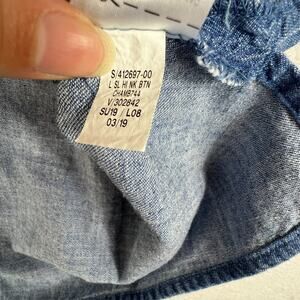 S/412697-00
L SL HI NK BTN
CHAMB744
V/302842
SU19 / L08
03/19